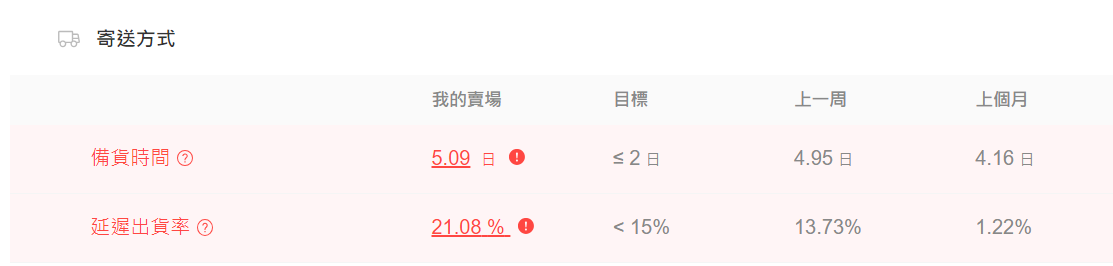 寄送方式
我的賣場 目標 上一周 上個月
備貨時間 ? 5.09 日 ! ≤ 2 日 4.95 日 4.16 日
延遲出貨率 ? 21.08 % ! < 15% 13.73% 1.22%